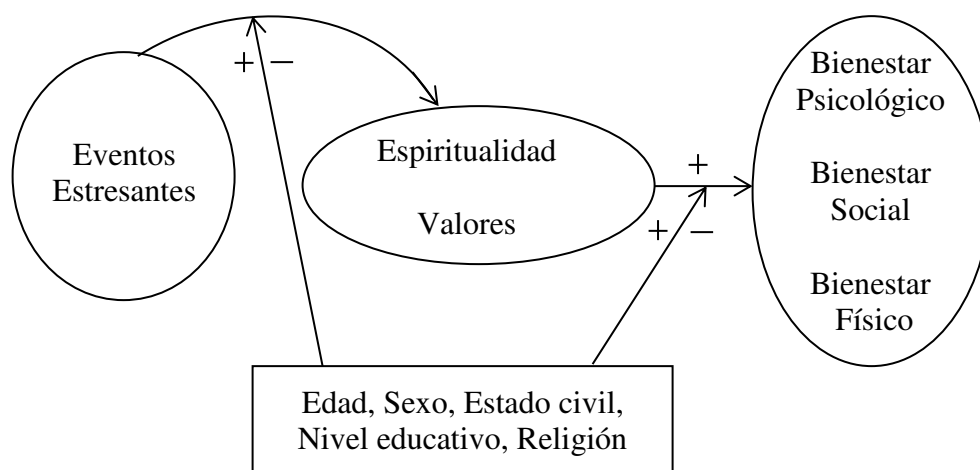 + −
Eventos
Estresantes
Espiritualidad
Valores
+
+ −
Bienestar
Psicológico
Bienestar
Social
Bienestar
Físico
Edad, Sexo, Estado civil,
Nivel educativo, Religión